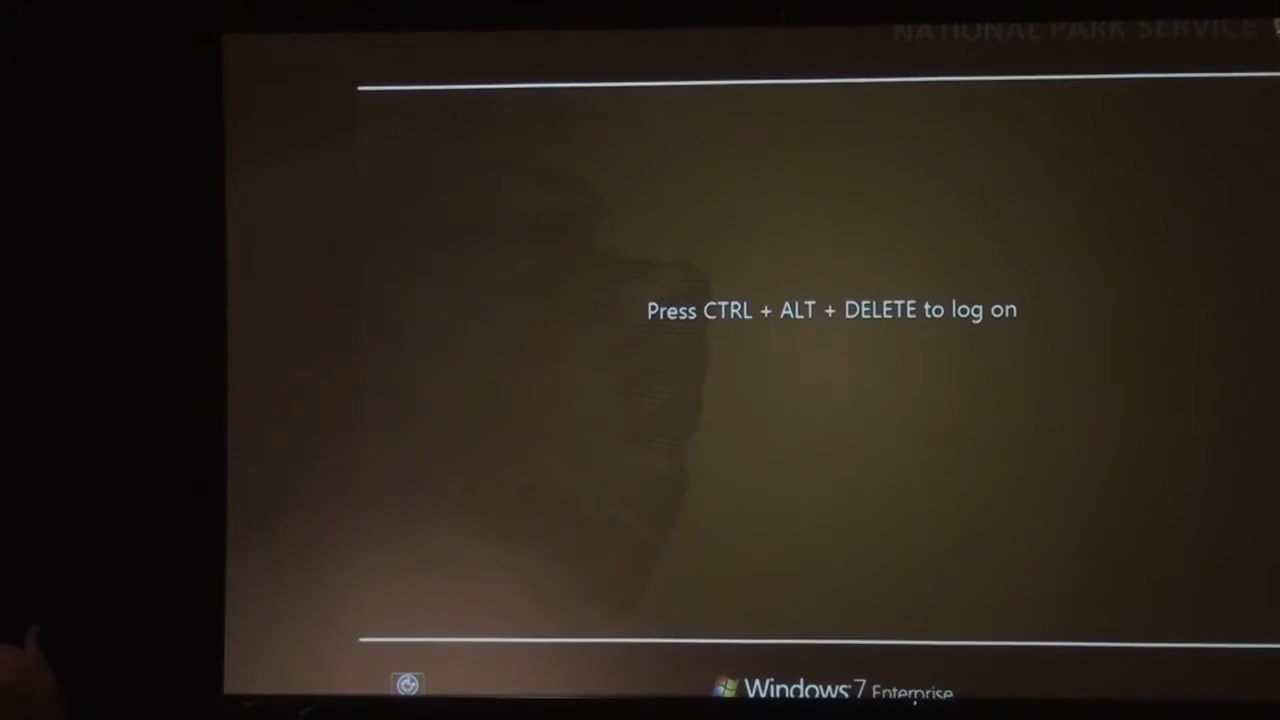 NATIONAL PARK SERVICE
Press CTRL + ALT + DELETE to log on
Windows 7 Enterprise